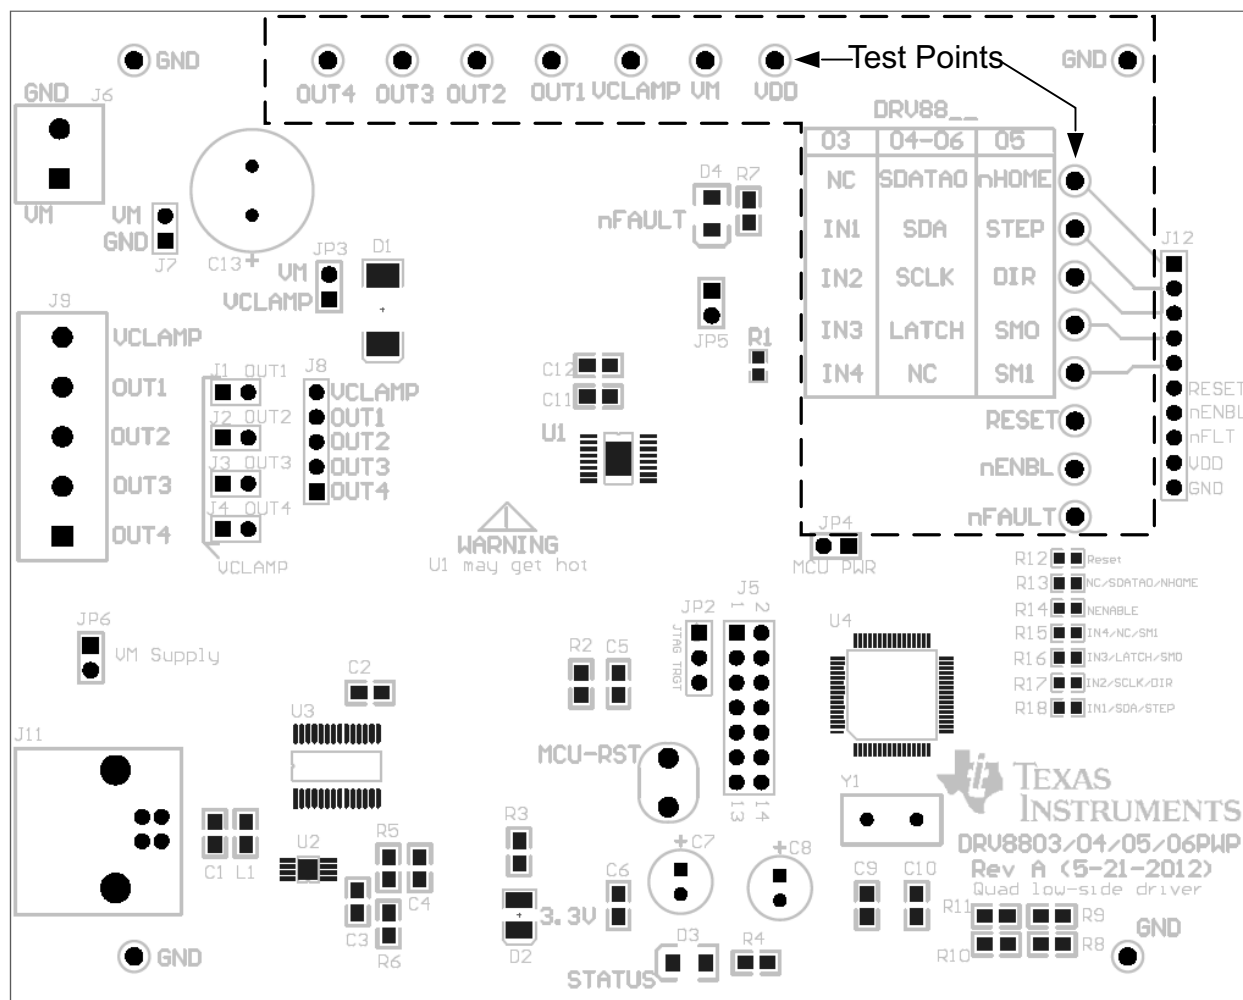 GND
Test Points
GND
OUT4 OUT3 OUT2 OUT1 VCLAMP VM VDD
GND J6
VM
VM
GND
J7
C13 +
DRV88__
03 04-06 05
NC SDATAO nHOME
IN1 SDA STEP
IN2 SCLK DIR
IN3 LATCH SMO
IN4 NC SM1
RESET
nENBL
nFAULT
J12
RESET
nENBL
nFLT
VDD
GND
D4 R7
nFAULT
JP5
R1
JP3
VM
VCLAMP
D1
J9
VCLAMP
OUT1
OUT2
OUT3
OUT4
J1 OUT1
J2 OUT2
J3 OUT3
J4 OUT4
VCLAMP
J8
VCLAMP
OUT1
OUT2
OUT3
OUT4
C12
C11
U1
WARNING
U1 may get hot
JP4
MCU PWR
R12 Reset
R13 NC/SDATAO/NHOME
R14 NENABLE
R15 IN4/NC/SM1
R16 IN3/LATCH/SMO
R17 IN2/SCLK/DIR
R18 IN1/SDA/STEP
JP6
VM Supply
C2
U3
R2 C5
JP2
JTAG TRGT
J5
1 2
13 14
U4
J11
MCU-RST
Y1
TEXAS
INSTRUMENTS
DRV8803/04/05/06PWP
Rev A (5-21-2012)
Quad low-side driver
C1 L1
U2
R5
C4
C3
R6
R3
D2
3.3V
C6
+ C7
+ C8
C9 C10
D3
STATUS
R4
R11 R9
R10 R8
GND
GND